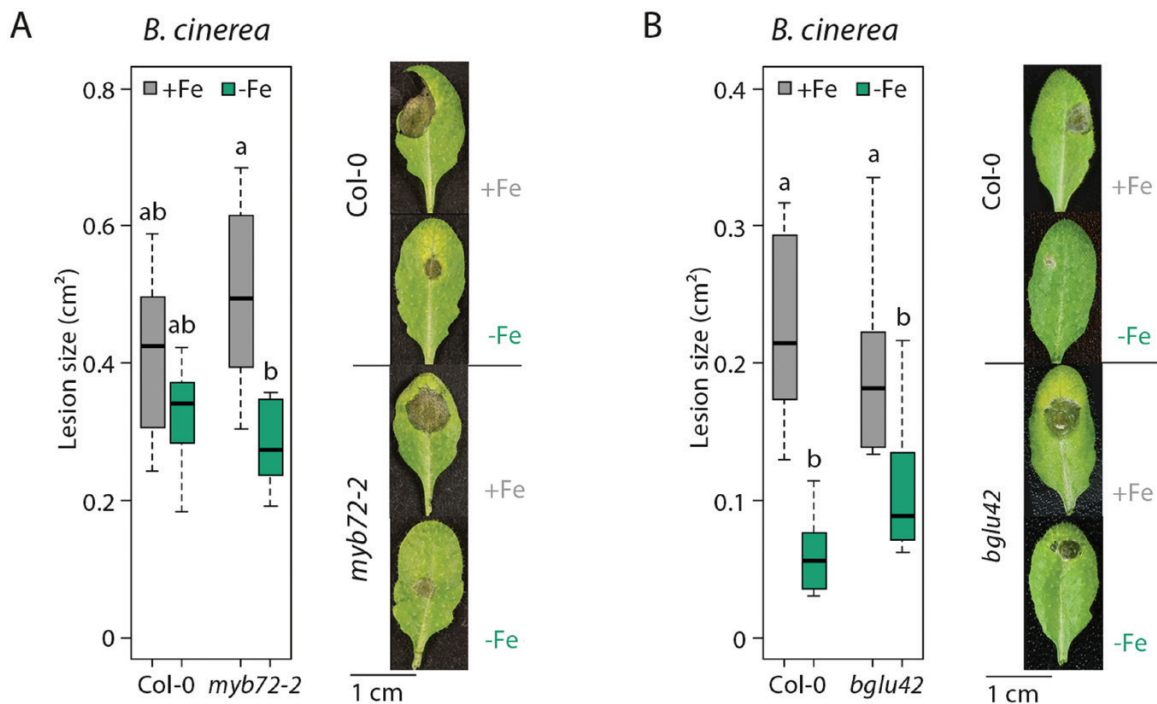 A
B. cinerea
+Fe -Fe
0.8
0.6
0.4
0.2
0
Lesion size (cm²)
ab
ab
a
b
Col-0 myb72-2
Col-0
+Fe
-Fe
myb72-2
+Fe
-Fe
1 cm
B
B. cinerea
+Fe -Fe
0.4
0.3
0.2
0.1
0
Lesion size (cm²)
a
b
a
b
Col-0 bglu42
Col-0
+Fe
-Fe
bglu42
+Fe
-Fe
1 cm